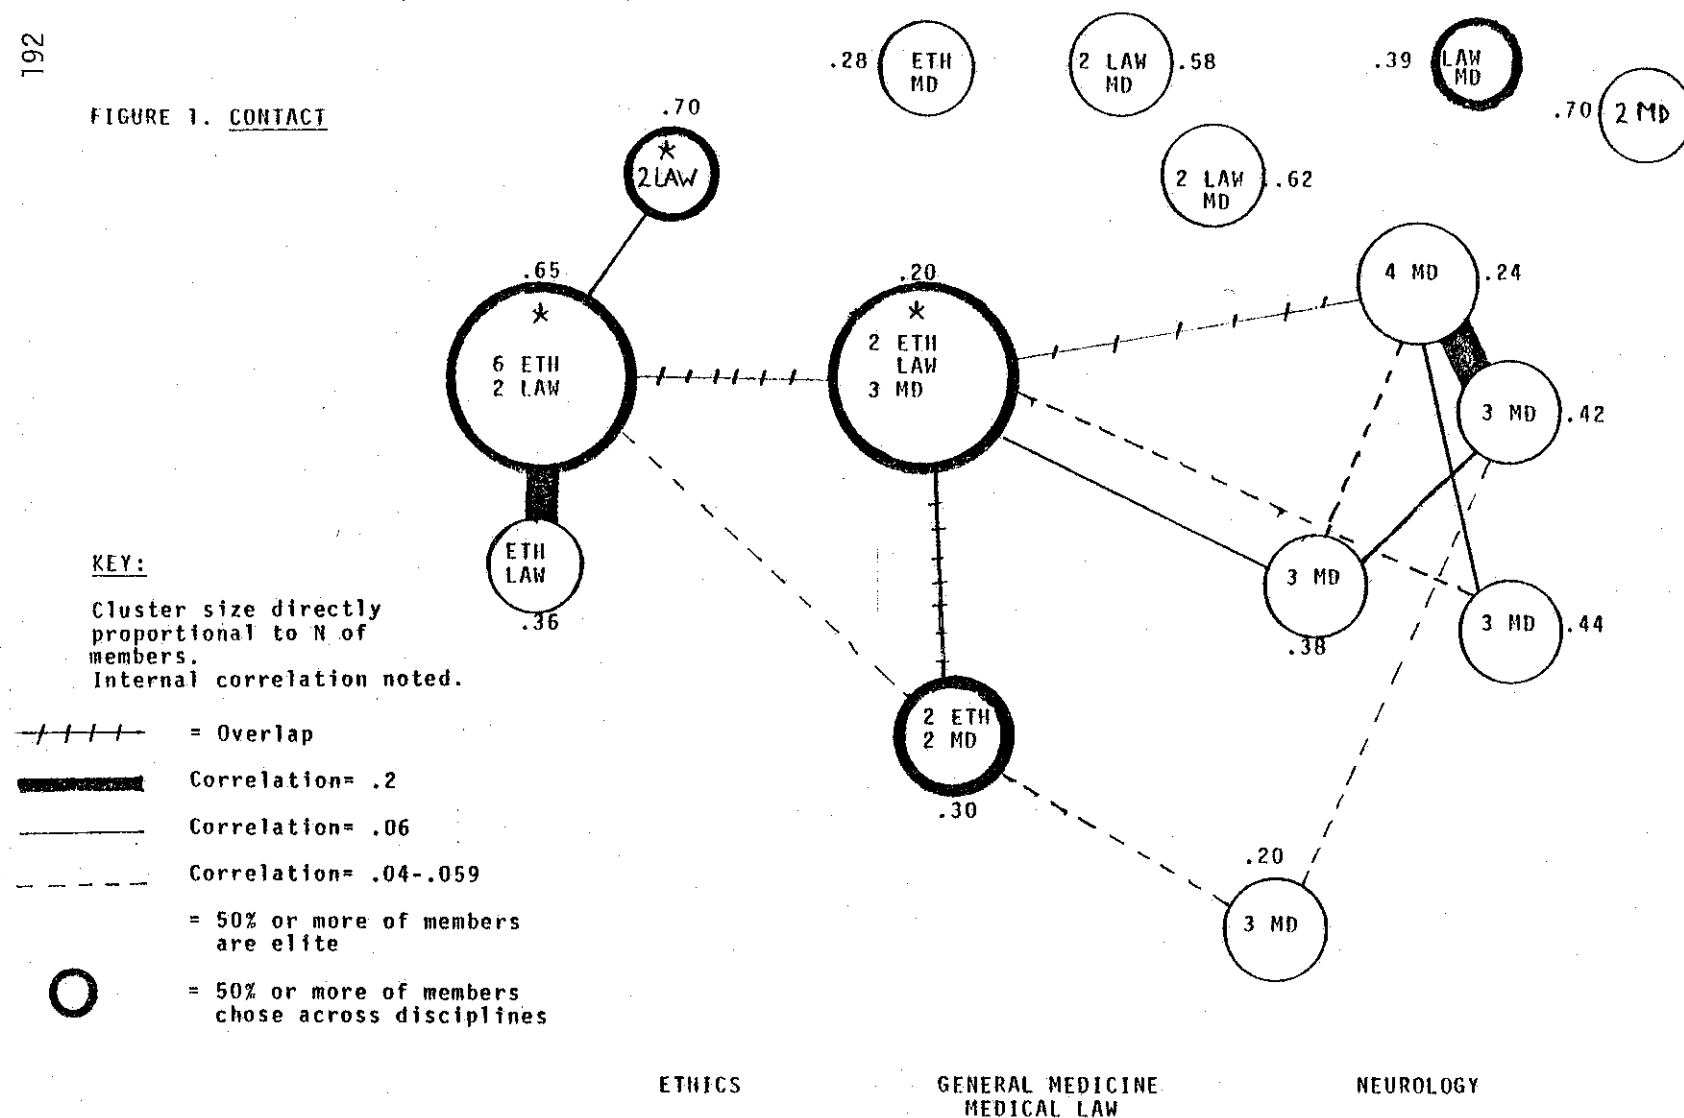 192
FIGURE 1. CONTACT
.28
ETH
MD
2 LAW
MD
.58
.39
LAW
MD
.70
2 MD
.70
*
2 LAW
2 LAW
MD
.62
.65
*
6 ETH
2 LAW
.20
*
2 ETH
LAW
3 MD
4 MD
.24
3 MD
.42
ETH
LAW
.36
3 MD
.38
3 MD
.44
2 ETH
2 MD
.30
.20
3 MD
KEY:
Cluster size directly
proportional to N of
members.
Internal correlation noted.
= Overlap
Correlation= .2
Correlation= .06
Correlation= .04-.059
= 50% or more of members
are elite
= 50% or more of members
chose across disciplines
ETHICS
GENERAL MEDICINE
MEDICAL LAW
NEUROLOGY